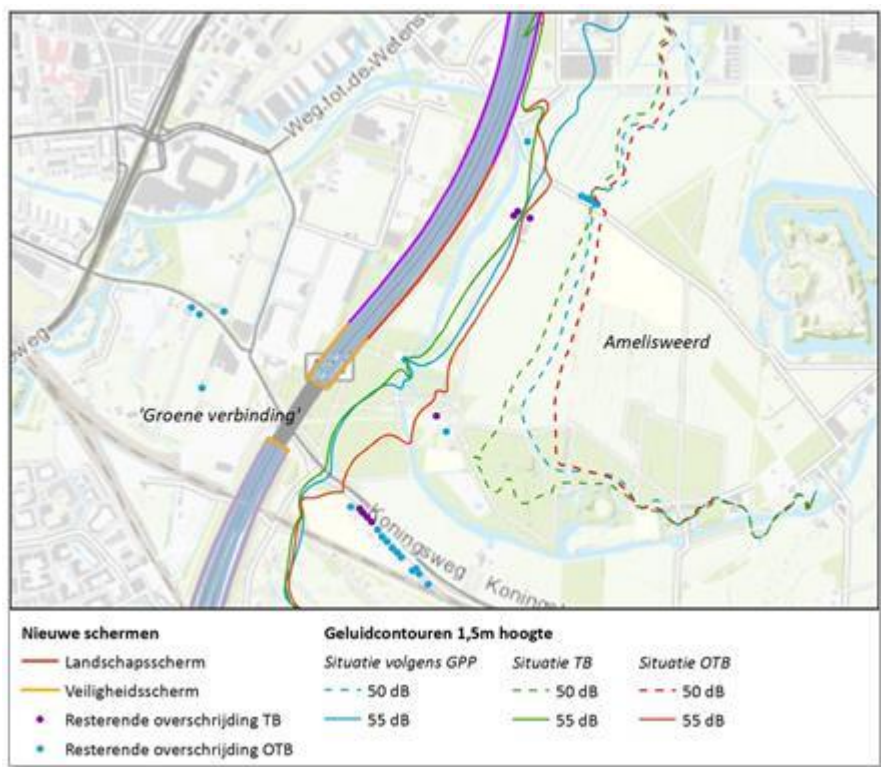 Weg-tot-de-Wetens
Amelisweerd
'Groene verbinding'
Koningsweg
Nieuwe schermen
Landschapsscherm
Veiligheidsscherm
Resterende overschrijding TB
Resterende overschrijding OTB
Geluidcontouren 1,5m hoogte
Situatie volgens GPP
Situatie TB
Situatie OTB
50 dB
50 dB
50 dB
55 dB
55 dB
55 dB